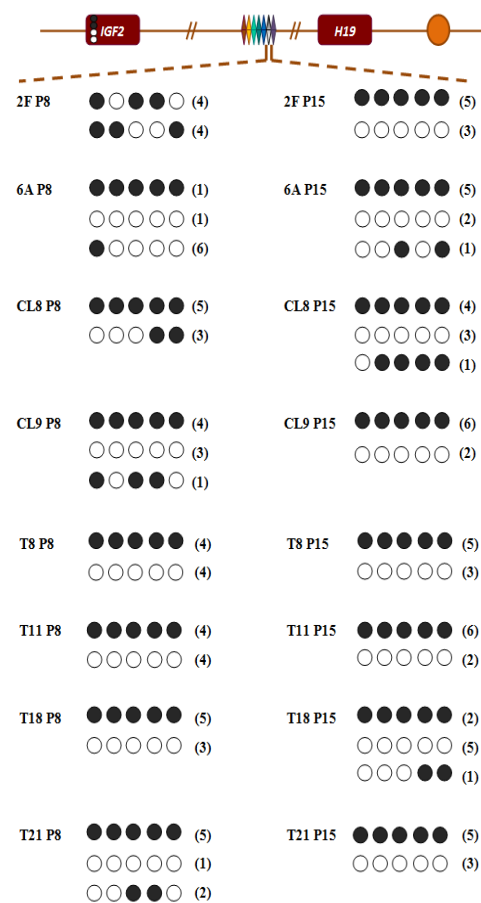 IGF2 // // H19
2F P8 (4) 2F P15 (5)
(4) (3)
6A P8 (1) 6A P15 (5)
(1) (2)
(6) (1)
CL8 P8 (5) CL8 P15 (4)
(3) (3)
(1)
CL9 P8 (4) CL9 P15 (6)
(3) (2)
(1)
T8 P8 (4) T8 P15 (5)
(4) (3)
T11 P8 (4) T11 P15 (6)
(4) (2)
T18 P8 (5) T18 P15 (2)
(3) (5)
(1)
T21 P8 (5) T21 P15 (5)
(1) (3)
(2)